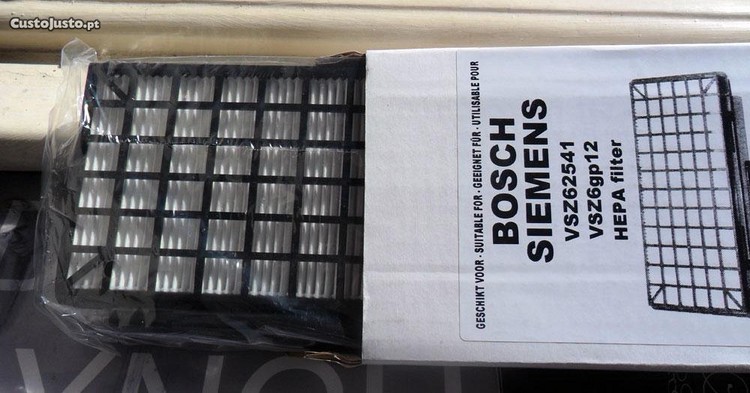 CustoJusto.pt
GESCHIKT VOOR · SUITABLE FOR · GEEIGNET FÜR · UTILISABLE POUR
BOSCH
SIEMENS
VSZ62541
VSZ6gp12
HEPA filter